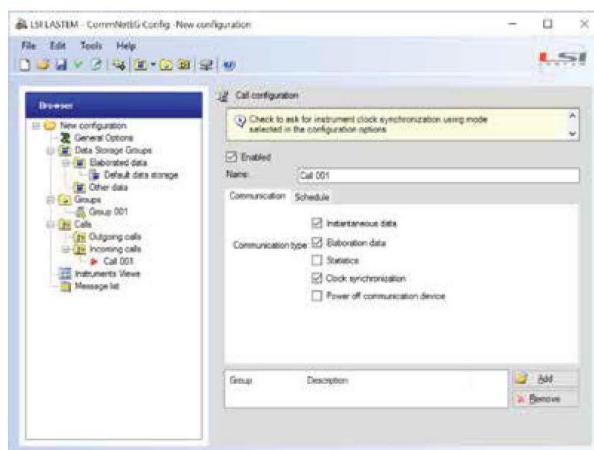 LSI LASTEM - CommNetEG Config -New configuration
File Edit Tools Help
LSI
LASTEM
Browser
New configuration
General Options
Data Storage Groups
Elaborated data
Default data storage
Other data
Groups
Group 001
Calls
Outgoing calls
Incoming calls
Call 001
Instruments Views
Message list
Call configuration
Check to ask for instrument clock synchronization using mode
selected in the configuration options
Enabled
Name: Call 001
Communication Schedule
Instantaneous data
Communication type: Elaboration data
Statistics
Clock synchronization
Power off communication device
Group Description
Add
Remove